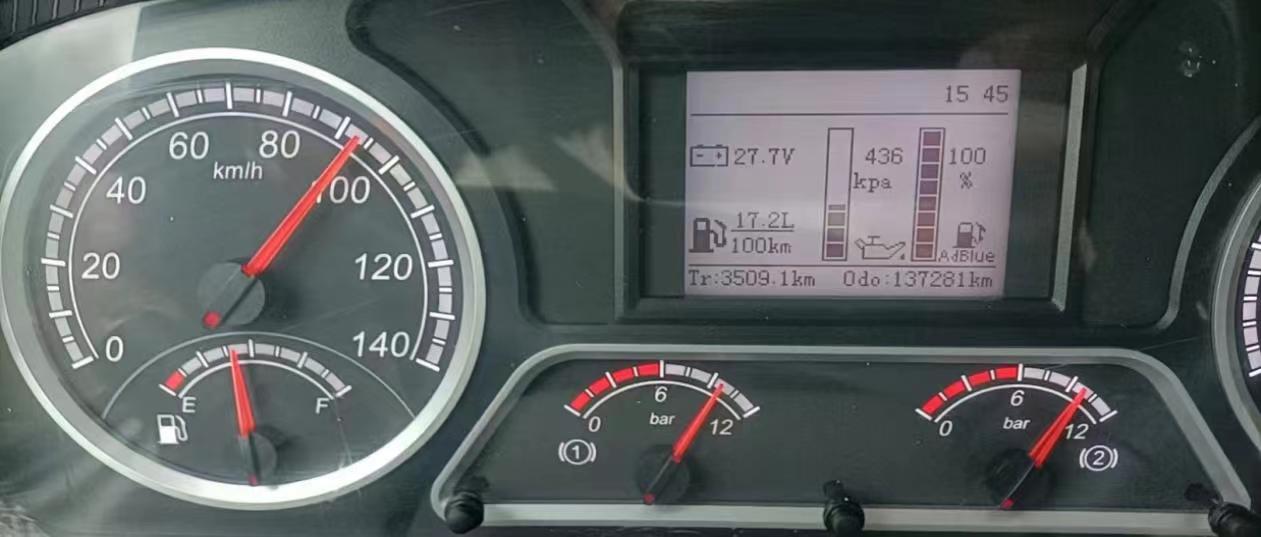 60 80
km/h
40 100
20 120
0 140
E F
15 45
27.7V 436 100
kpa %
17.2L
100km
AdBlue
Tr:3509.1km Odo:137281km
6
bar
0 12
(1)
6
bar
0 12
(2)